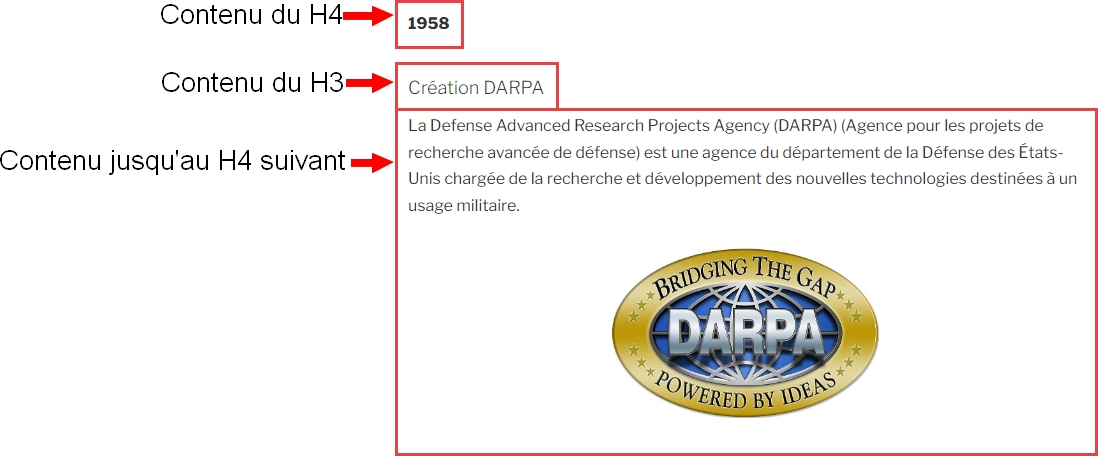 Contenu du H4
1958
Contenu du H3
Création DARPA
Contenu jusqu'au H4 suivant
La Defense Advanced Research Projects Agency (DARPA) (Agence pour les projets de
recherche avancée de défense) est une agence du département de la Défense des États-
Unis chargée de la recherche et développement des nouvelles technologies destinées à un
usage militaire.
BRIDGING THE GAP
DARPA
POWERED BY IDEAS